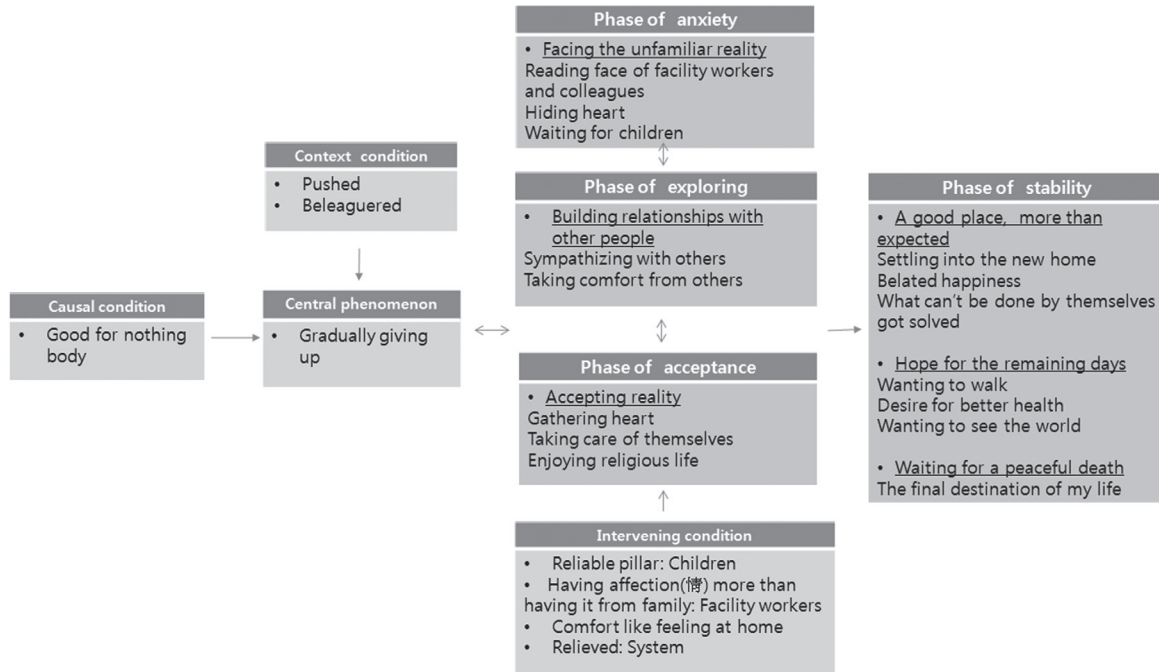 Phase of anxiety
• Facing the unfamiliar reality
Reading face of facility workers
and colleagues
Hiding heart
Waiting for children
Context condition
• Pushed
• Beleaguered
Phase of exploring
• Building relationships with
other people
Sympathizing with others
Taking comfort from others
Causal condition
• Good for nothing
body
Central phenomenon
• Gradually giving
up
Phase of acceptance
• Accepting reality
Gathering heart
Taking care of themselves
Enjoying religious life
Intervening condition
• Reliable pillar: Children
• Having affection(情) more than
having it from family: Facility workers
• Comfort like feeling at home
• Relieved: System
Phase of stability
• A good place, more than
expected
Settling into the new home
Belated happiness
What can't be done by themselves
got solved
• Hope for the remaining days
Wanting to walk
Desire for better health
Wanting to see the world
• Waiting for a peaceful death
The final destination of my life